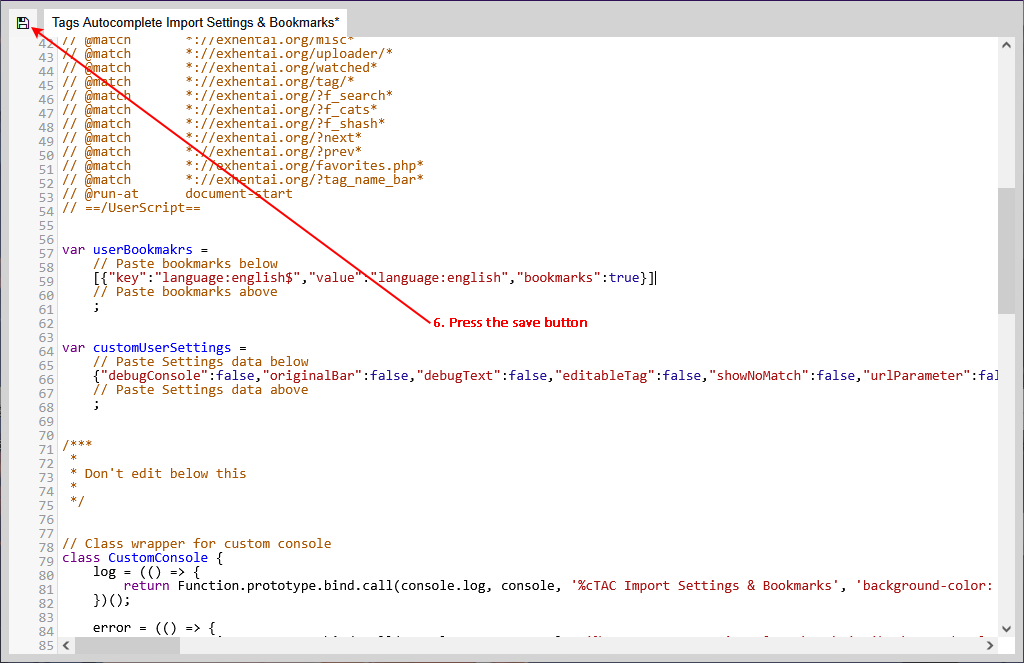 Tags Autocomplete Import Settings & Bookmarks*
42 // @match       *://exhentai.org/misc*
43 // @match       *://exhentai.org/uploader/*
44 // @match       *://exhentai.org/watched*
45 // @match       *://exhentai.org/tag/*
46 // @match       *://exhentai.org/?f_search*
47 // @match       *://exhentai.org/?f_cats*
48 // @match       *://exhentai.org/?f_shash*
49 // @match       *://exhentai.org/?next*
50 // @match       *://exhentai.org/?prev*
51 // @match       *://exhentai.org/favorites.php*
52 // @match       *://exhentai.org/?tag_name_bar*
53 // @run-at      document-start
54 // ==/UserScript==
55
56
57 var userBookmakrs =
58     // Paste bookmarks below
59     [{"key":"language:english$","value":"language:english","bookmarks":true}]
60     // Paste bookmarks above
61     ;
62
6. Press the save button
63
64 var customUserSettings =
65     // Paste Settings data below
66     {"debugConsole":false,"originalBar":false,"debugText":false,"editableTag":false,"showNoMatch":false,"urlParameter":fal
67     // Paste Settings data above
68     ;
69
70
71 /***
72  *
73  * Don't edit below this
74  *
75  */
76
77
78 // Class wrapper for custom console
79 class CustomConsole {
80     log = (() => {
81         return Function.prototype.bind.call(console.log, console, '%cTAC Import Settings & Bookmarks', 'background-color:
82     })();
83
84     error = (() => {
85